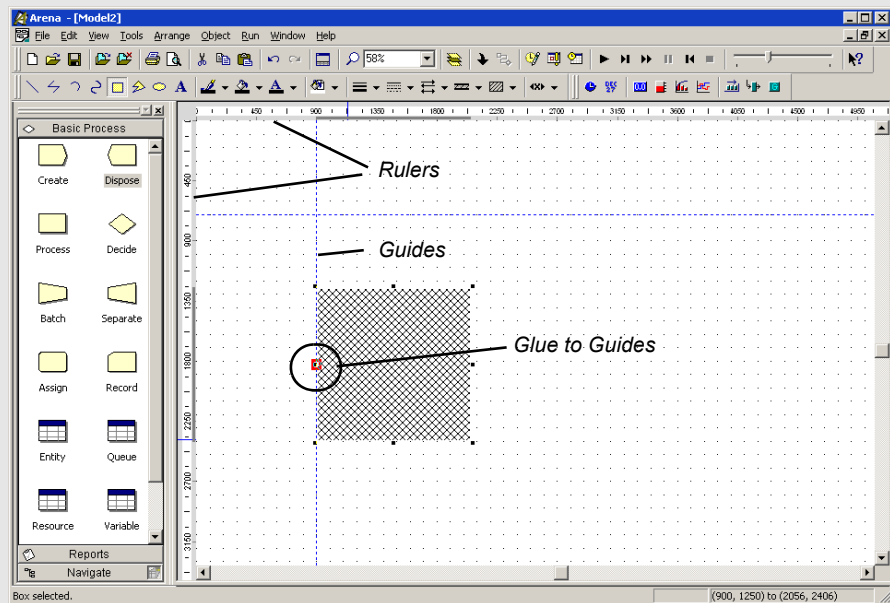 Arena - [Model2]
File Edit View Tools Arrange Object Run Window Help
58%
A A
Basic Process
Create Dispose
Process Decide
Batch Separate
Assign Record
Entity Queue
Resource Variable
Reports
Navigate
450 900 1350 1800 2250 2700 3150 3600 4050 4500 4950
450
900
1350
1800
2250
2700
3150
Rulers
Guides
Glue to Guides
Box selected. (900, 1250) to (2056, 2406)